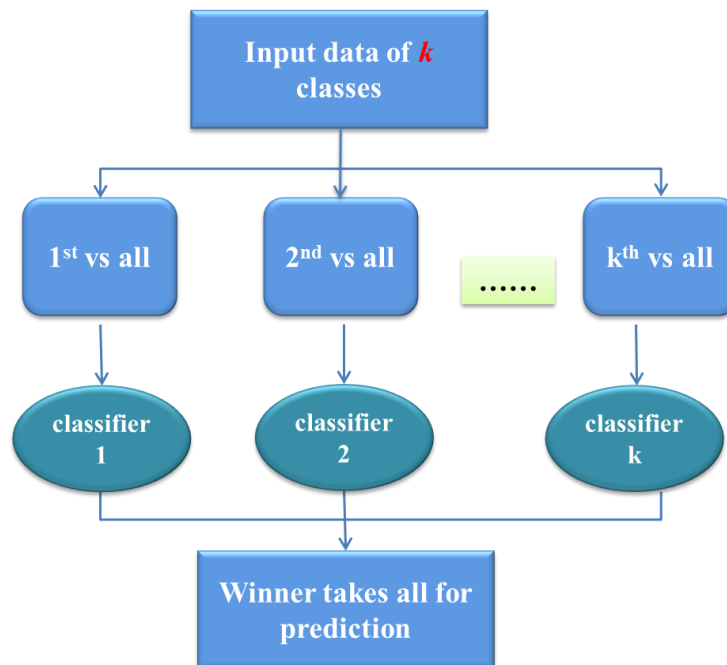 Input data of k
classes
1st vs all
2nd vs all
......
kth vs all
classifier
1
classifier
2
classifier
k
Winner takes all for
prediction